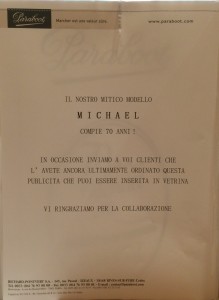 Paraboot
www.paraboot.com
IL NOSTRO MITICO MODELLO
MICHAEL
COMPIE 70 ANNI!
IN OCCASIONE INVIAMO A VOI CLIENTI CHE
L'AVETE ANCORA ULTIMAMENTE ORDINATO QUESTA
PUBLICITA CHE PUOI ESSERE INSERITA IN VETRINA
VI RINGRAZIAMO PER LA COLLABORAZIONE